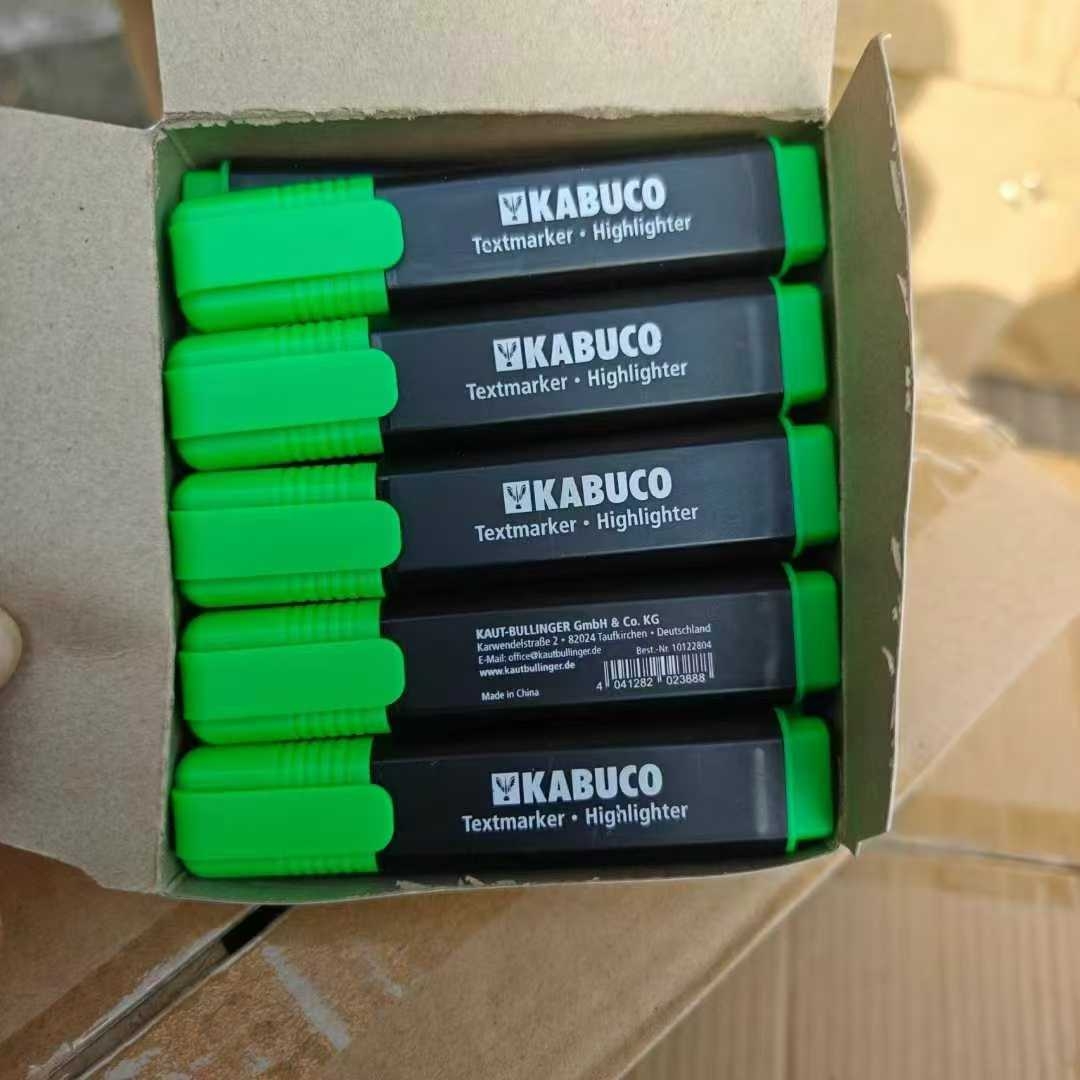 KABUCO
Textmarker • Highlighter
KABUCO
Textmarker • Highlighter
KABUCO
Textmarker • Highlighter
KAUT-BULLINGER GmbH & Co. KG
Karwendelstraße 2 • 82024 Taufkirchen • Deutschland
E-Mail: office@kautbullinger.de Best.-Nr. 10122804
www.kautbullinger.de
4 041282 023888
Made in China
KABUCO
Textmarker • Highlighter